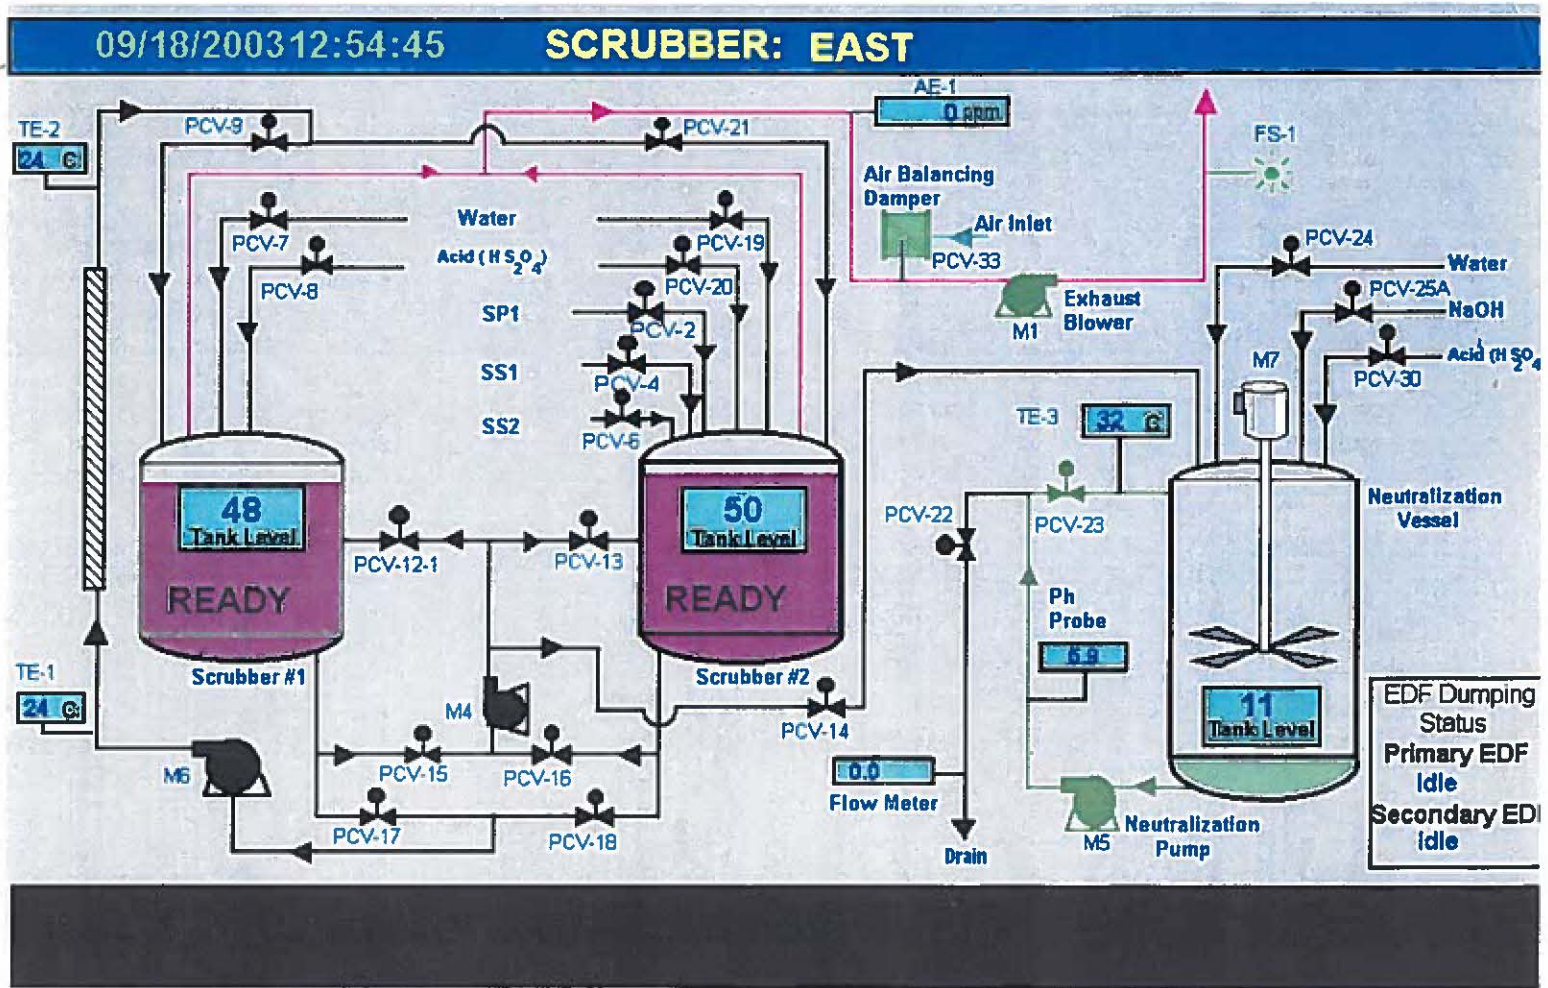 09/18/2003 12:54:45
SCRUBBER: EAST
TE-2
24 C
PCV-9
PCV-21
AE-1
0 ppm
FS-1
Air Balancing
Damper
Air Inlet
PCV-33
Water
PCV-7
PCV-19
Acid (H S2O4)
PCV-8
PCV-20
SP1
PCV-2
SS1
PCV-4
SS2
PCV-6
Exhaust
Blower
M1
PCV-24
Water
PCV-25A
NaOH
Acid (H2SO4
PCV-30
M7
TE-3
32 C
48
Tank Level
READY
Scrubber #1
PCV-12-1
PCV-13
50
Tank Level
READY
Scrubber #2
PCV-22
PCV-23
Neutralization
Vessel
Ph
Probe
6.9
TE-1
24 C
M6
M4
PCV-14
PCV-15
PCV-16
PCV-17
PCV-18
0.0
Flow Meter
Drain
M5
Neutralization
Pump
11
Tank Level
EDF Dumping
Status
Primary EDF
Idle
Secondary EDF
Idle